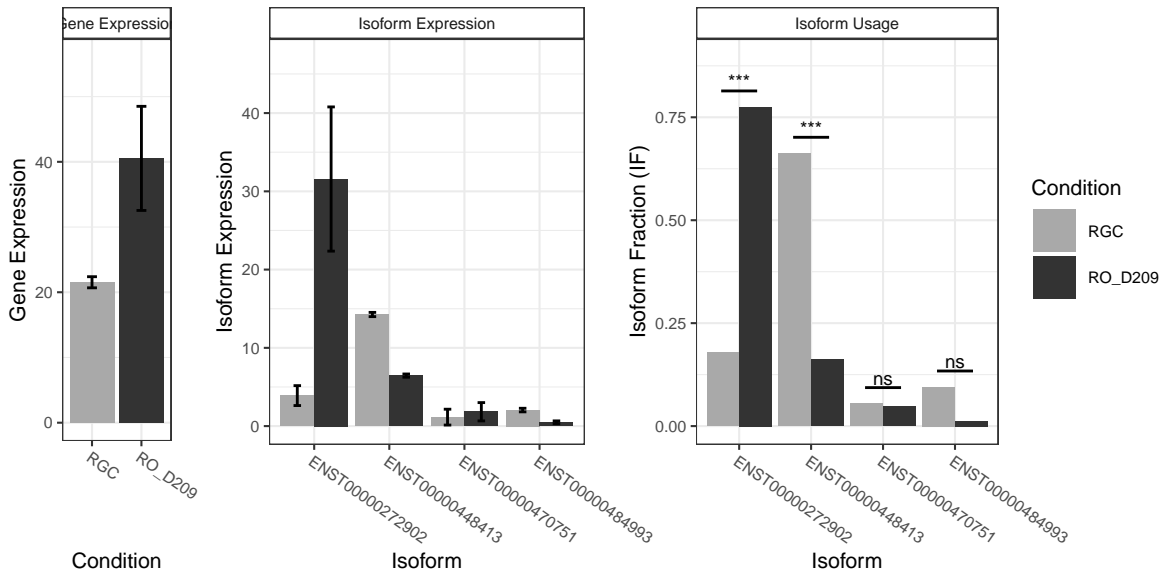 Gene Expression
Isoform Expression
Isoform Usage
Gene Expression
0
20
40
RGC
RO_D209
Condition
Isoform Expression
0
10
20
30
40
ENST00000272902
ENST00000448413
ENST00000470751
ENST00000484993
Isoform
Isoform Fraction (IF)
0.00
0.25
0.50
0.75
***
***
ns
ns
ENST00000272902
ENST00000448413
ENST00000470751
ENST00000484993
Isoform
Condition
RGC
RO_D209